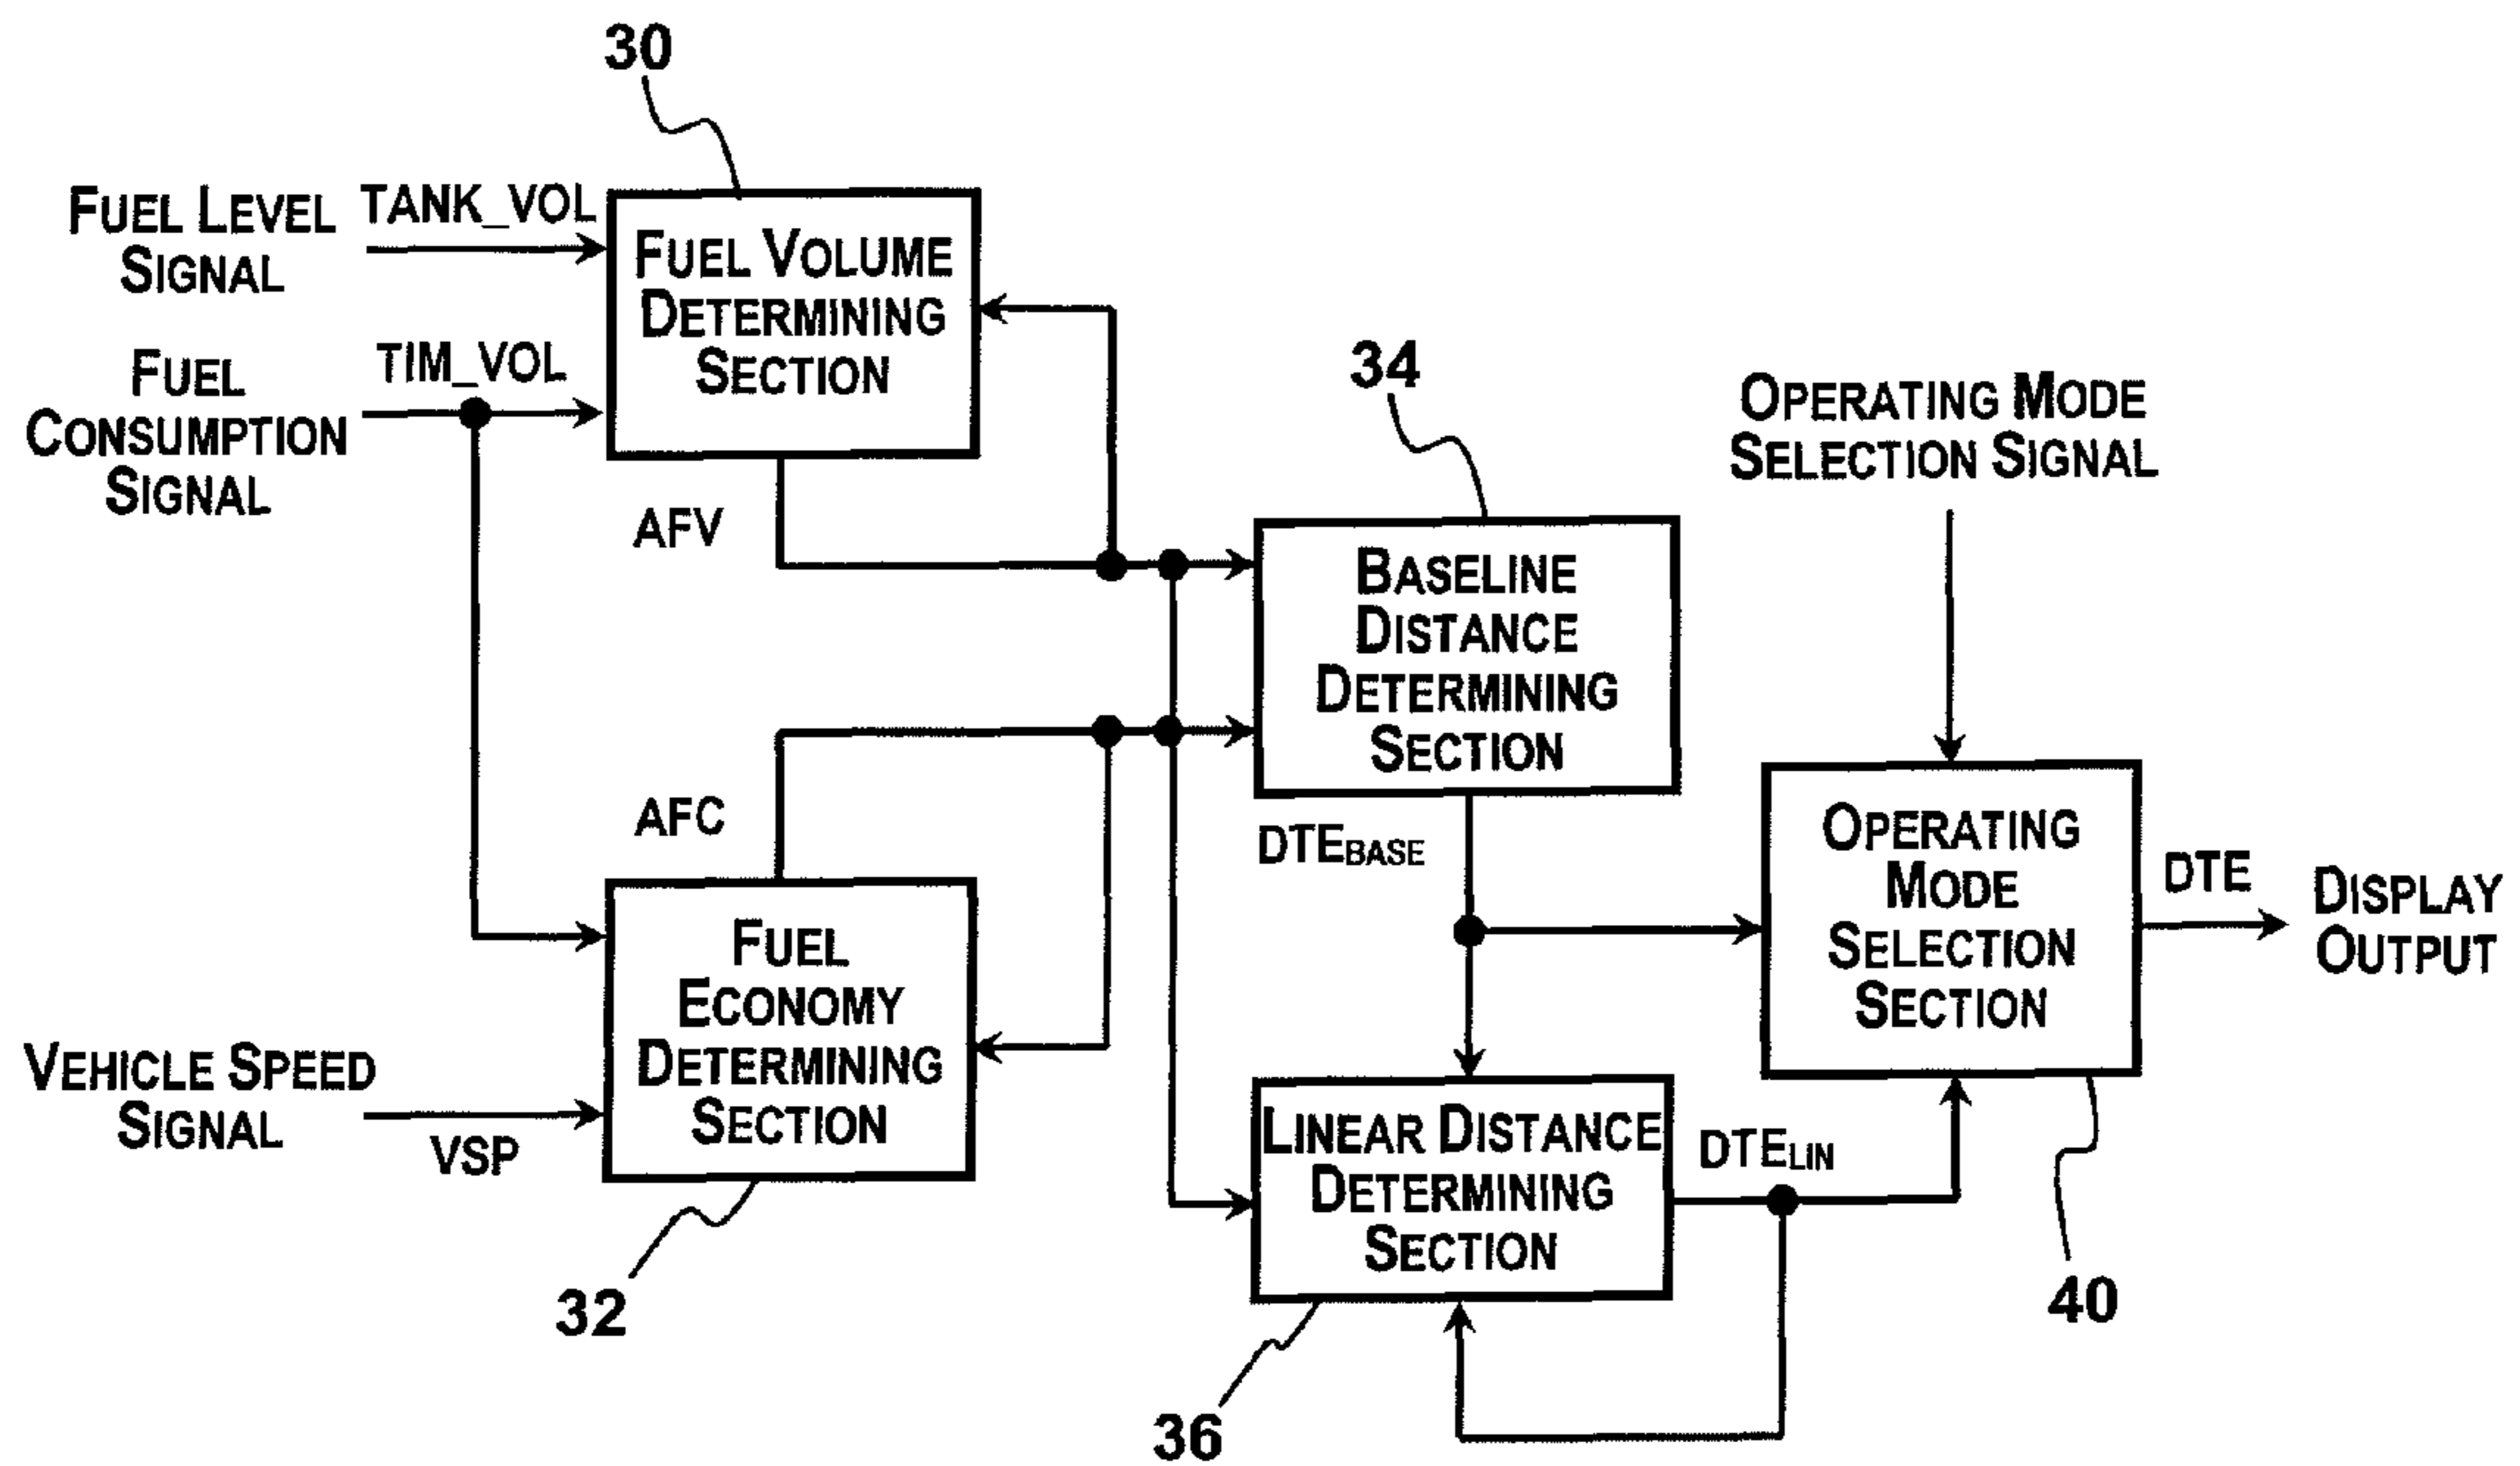 30
FUEL LEVEL
SIGNAL
TANK_VOL
FUEL VOLUME
DETERMINING
SECTION
FUEL
CONSUMPTION
SIGNAL
TIM_VOL
34
OPERATING MODE
SELECTION SIGNAL
AFV
BASELINE
DISTANCE
DETERMINING
SECTION
AFC
DTEBASE
OPERATING
MODE
SELECTION
SECTION
DTE
DISPLAY
OUTPUT
FUEL
ECONOMY
DETERMINING
SECTION
VEHICLE SPEED
SIGNAL
VSP
LINEAR DISTANCE
DETERMINING
SECTION
DTELIN
32
40
36